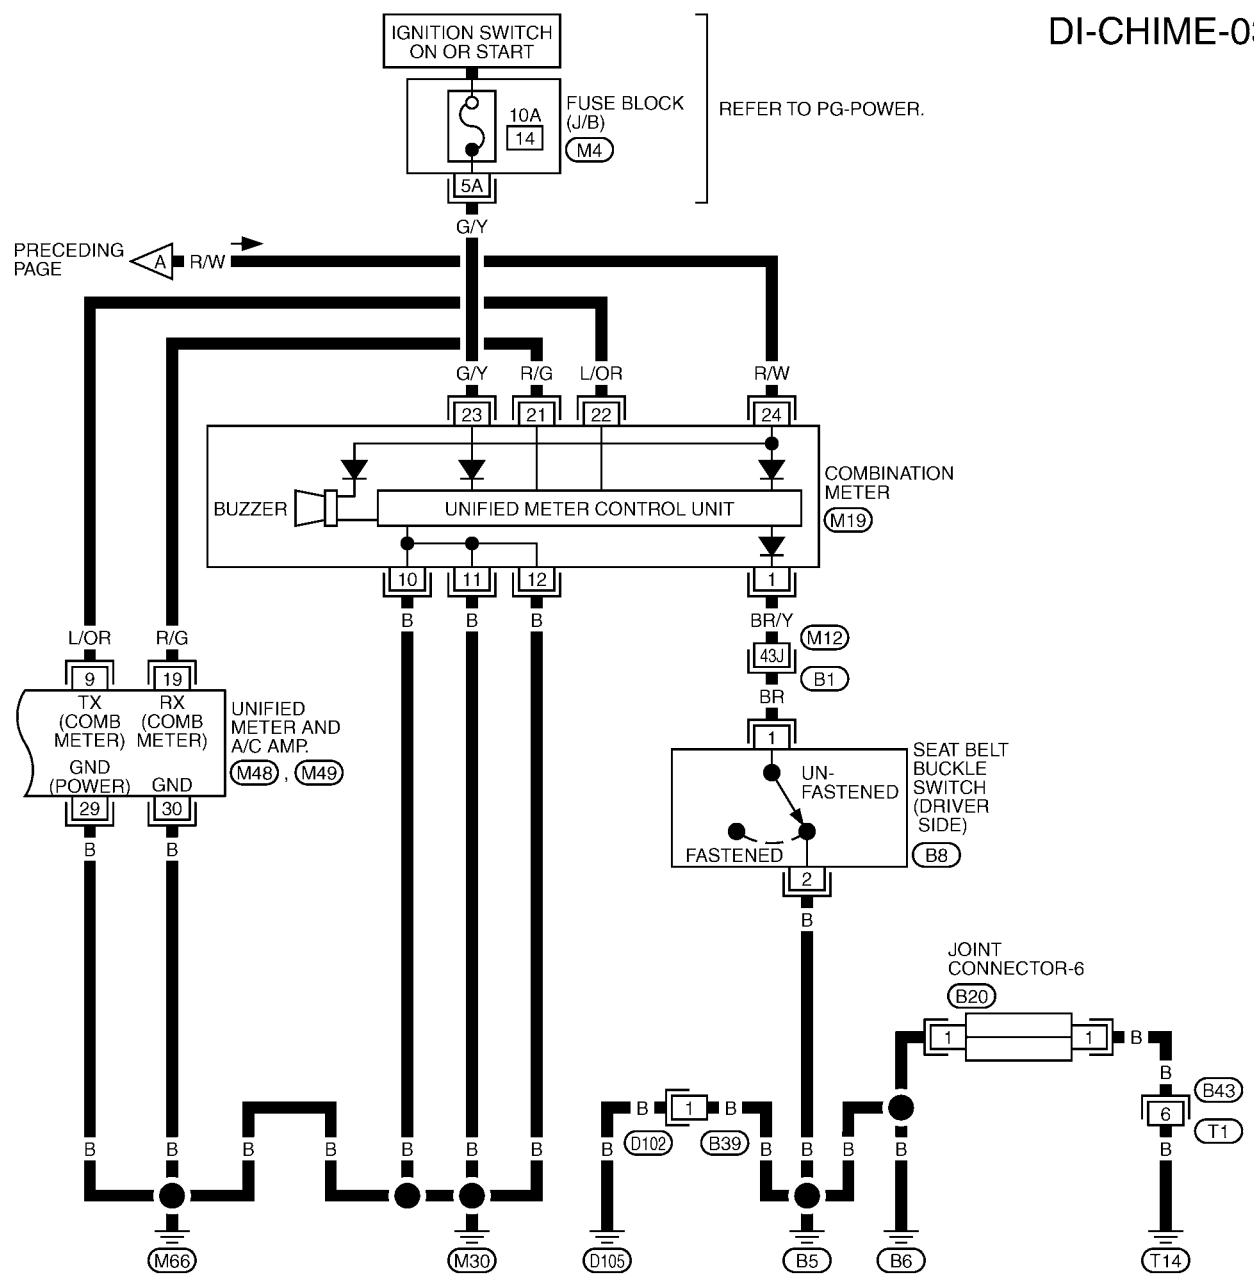 DI-CHIME-03
IGNITION SWITCH
ON OR START
FUSE BLOCK
(J/B)
M4
10A
14
5A
REFER TO PG-POWER.
G/Y
PRECEDING
PAGE
A
R/W
G/Y
R/G
L/OR
R/W
23
21
22
24
COMBINATION
METER
M19
BUZZER
UNIFIED METER CONTROL UNIT
10
11
12
1
B
B
B
BR/Y
M12
43J
B1
BR
L/OR
R/G
9
19
TX
(COMB
METER)
RX
(COMB
METER)
GND
(POWER)
GND
29
30
UNIFIED
METER AND
A/C AMP.
M48 , M49
B
B
1
UN-
FASTENED
FASTENED
SEAT BELT
BUCKLE
SWITCH
(DRIVER
SIDE)
B8
2
B
JOINT
CONNECTOR-6
B20
1
1
B
B
B43
6
T1
B
1
B
D102
B39
B
B
B
B
B
B
B
B
B
B
B
B
B
M66
M30
D105
B5
B6
T14